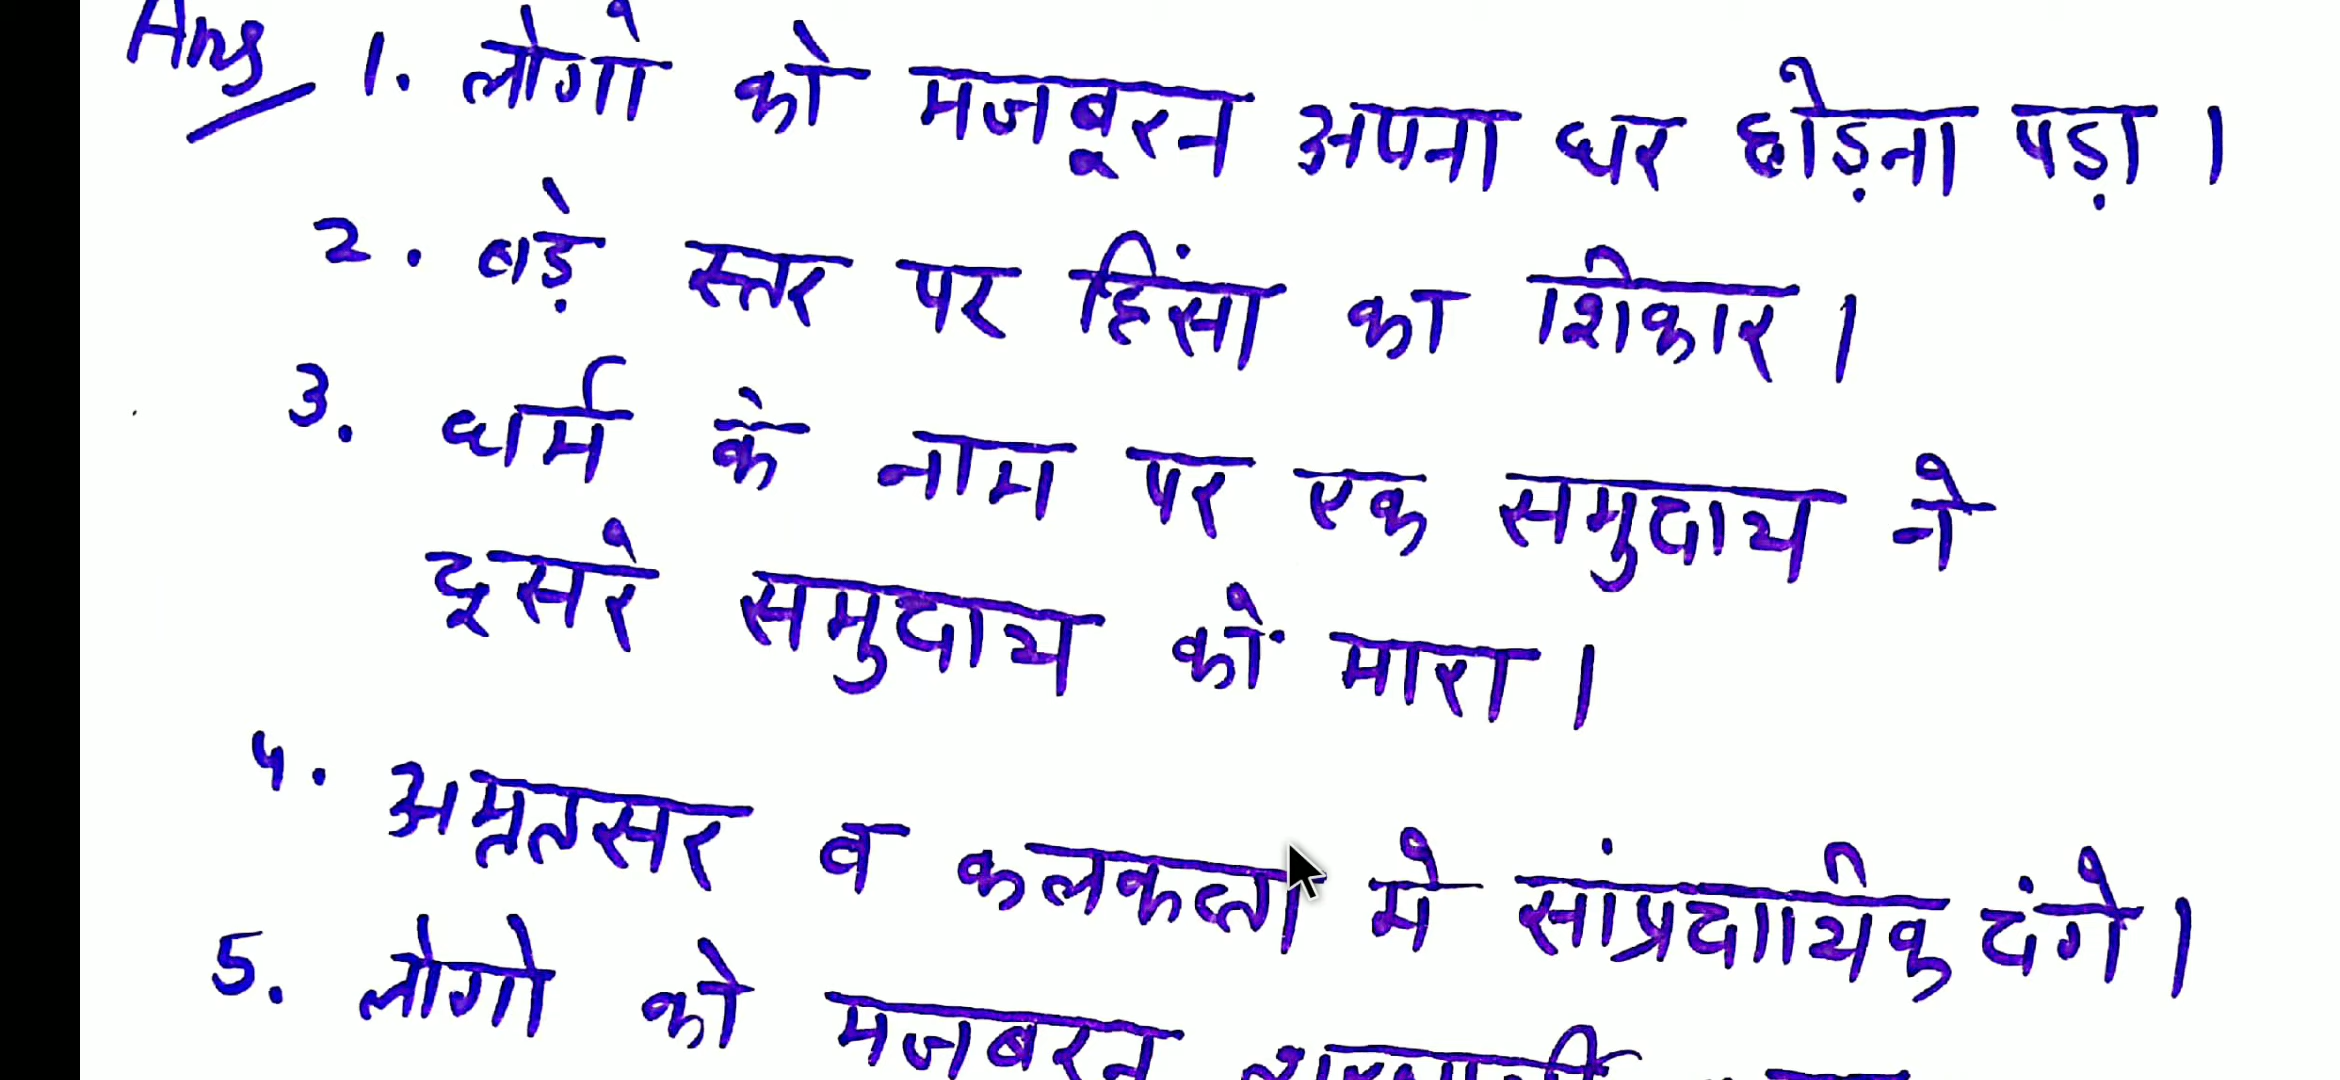 Ans 1. लोगो को मजबूरन अपना घर छोड़ना पड़ा ।
2. बड़े स्तर पर हिंसा का शिकार ।
3. धर्म के नाम पर एक समुदाय ने
दूसरे समुदाय को मारा ।
4. अमृतसर व कलकत्ता मे सांप्रदायिक दंगे ।
5. लोगो को मजबूरन